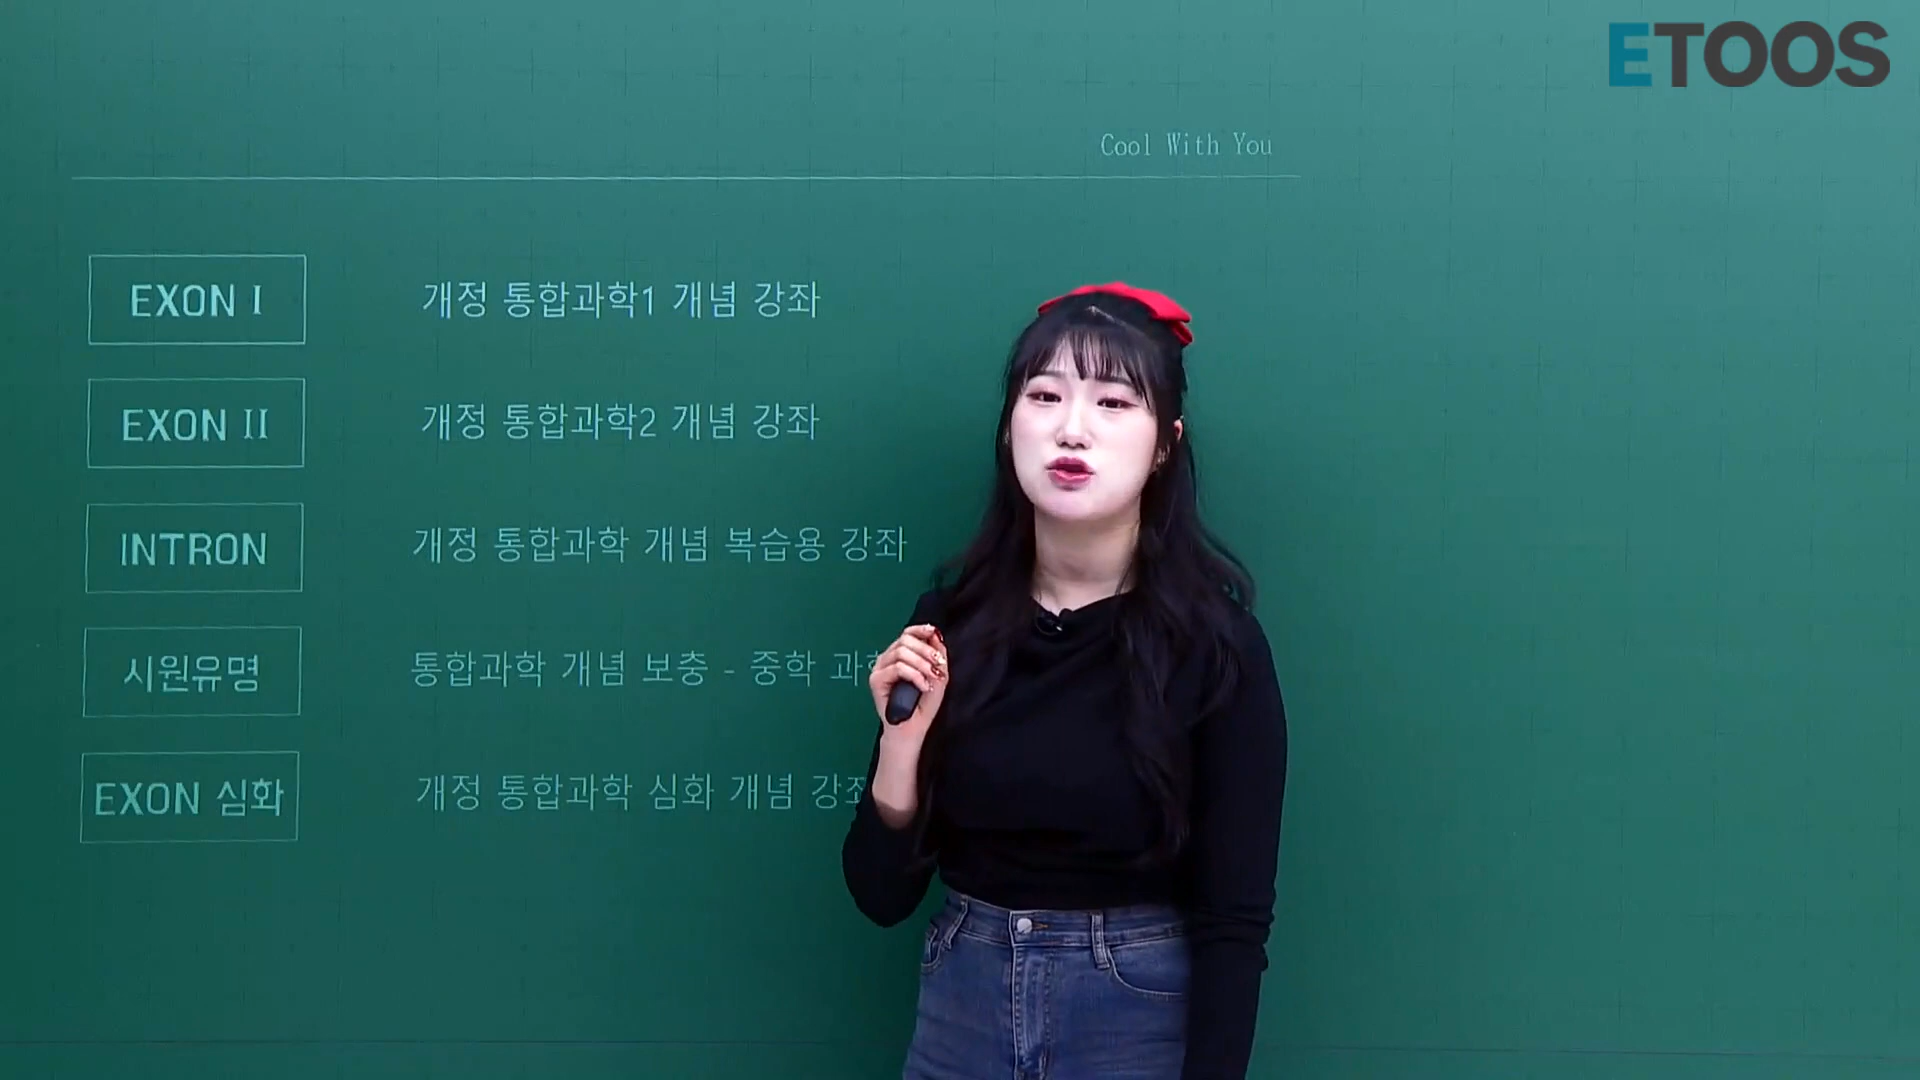 ETOOS
Cool With You
EXON Ⅰ 개정 통합과학1 개념 강좌
EXON Ⅱ 개정 통합과학2 개념 강좌
INTRON 개정 통합과학 개념 복습용 강좌
시원유명 통합과학 개념 보충 - 중학
EXON 심화 개정 통합과학 심화 개념